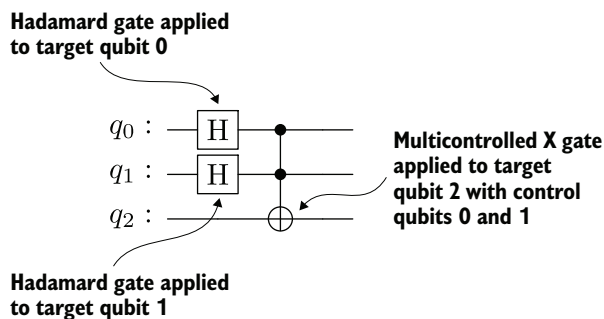 Hadamard gate applied
to target qubit 0
q₀ :
H
q₁ :
H
q₂ :
Multicontrolled X gate
applied to target
qubit 2 with control
qubits 0 and 1
Hadamard gate applied
to target qubit 1